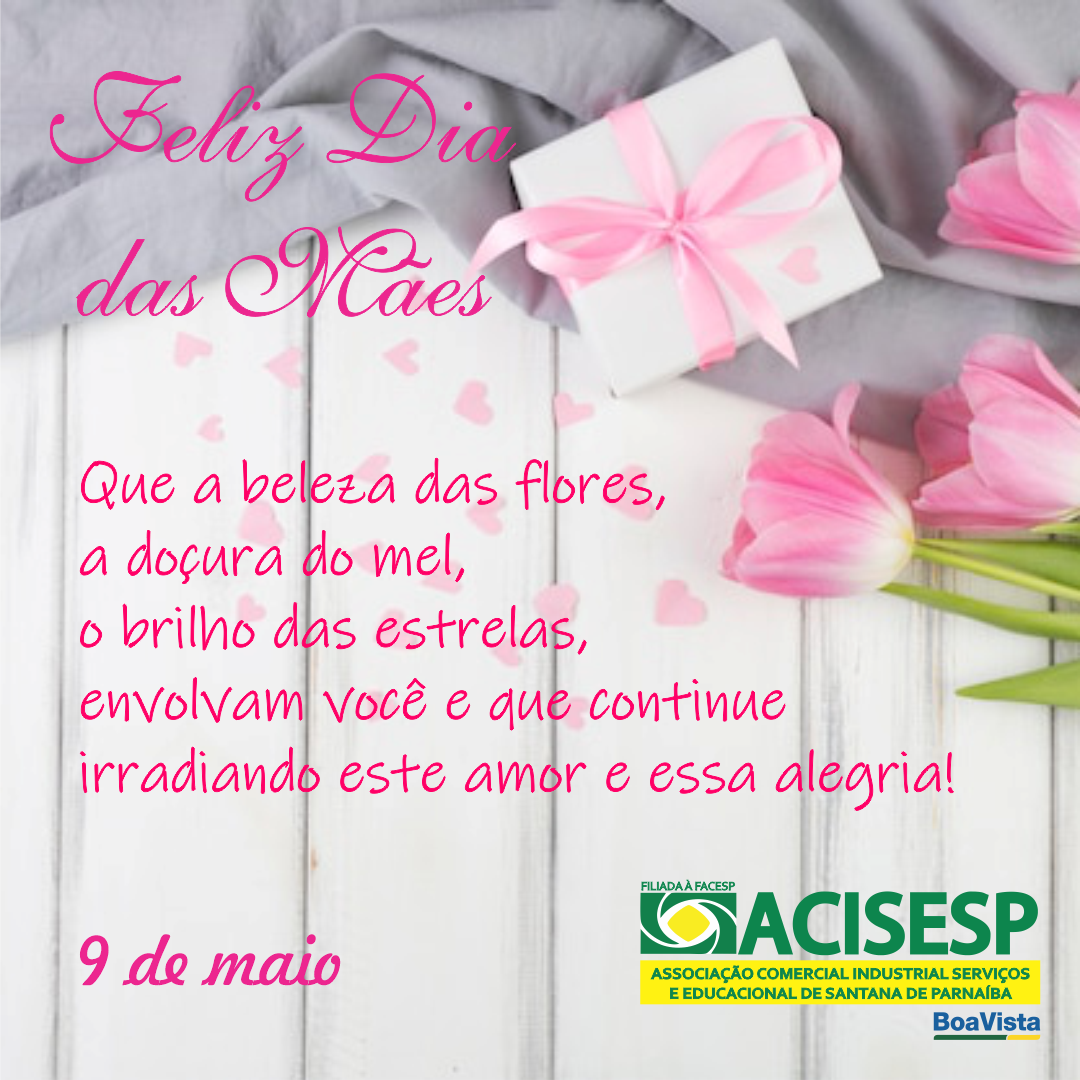 Feliz Dia
das Mães
Que a beleza das flores,
a doçura do mel,
o brilho das estrelas,
envolvam você e que continue
irradiando este amor e essa alegria!
9 de maio
FILIADA À FACESP
ACISESP
ASSOCIAÇÃO COMERCIAL INDUSTRIAL SERVIÇOS
E EDUCACIONAL DE SANTANA DE PARNAÍBA
BoaVista